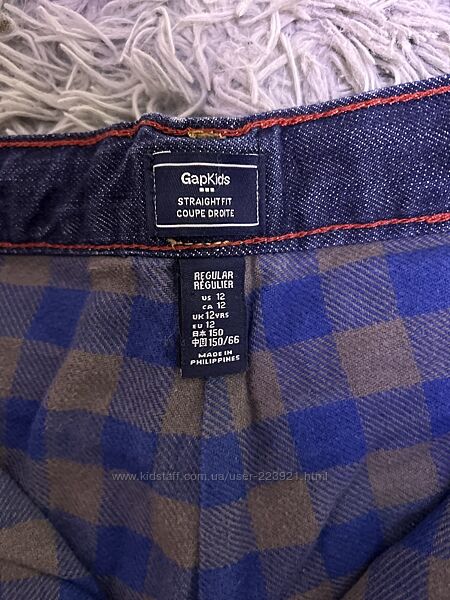 GapKids
STRAIGHT FIT
COUPE DROITE
REGULAR
RÉGULIER
US 12
CA 12
UK 12YRS
EU 12
日本 150
中国 150/66
MADE IN
PHILIPPINES
www.kidstaff.com.ua/user-223921.html